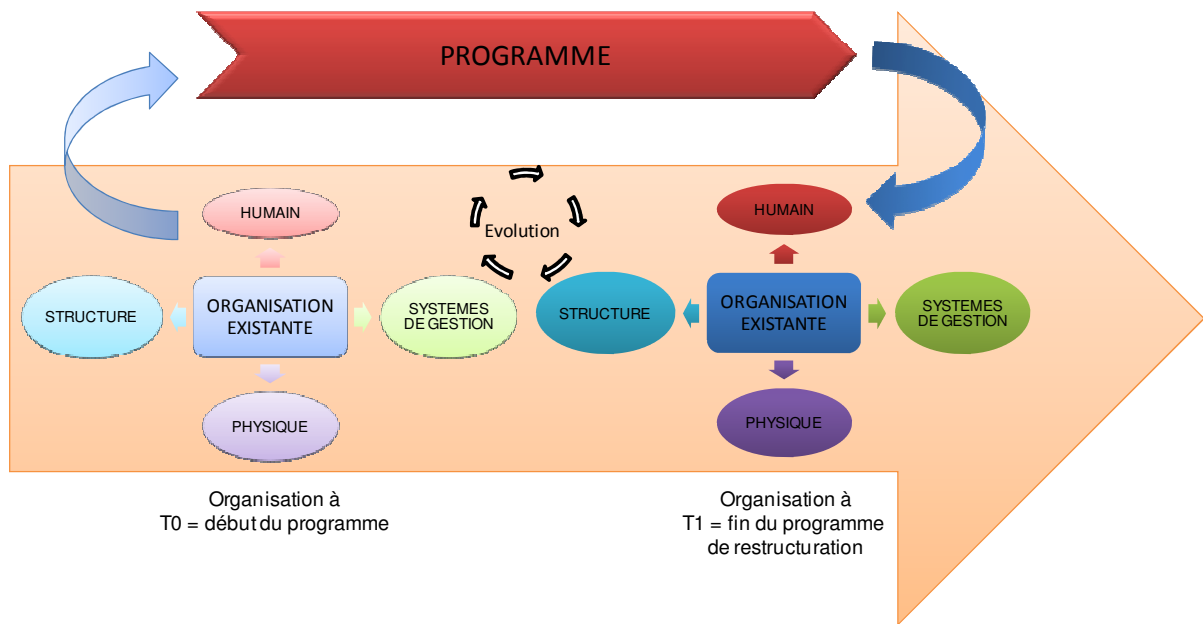 PROGRAMME
HUMAIN
STRUCTURE
ORGANISATION
EXISTANTE
SYSTEMES
DE GESTION
PHYSIQUE
Evolution
HUMAIN
STRUCTURE
ORGANISATION
EXISTANTE
SYSTEMES
DE GESTION
PHYSIQUE
Organisation à
T0 = début du programme
Organisation à
T1 = fin du programme
de restructuration